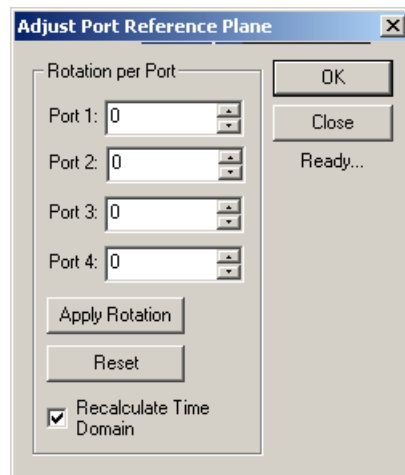 Adjust Port Reference Plane
Rotation per Port
Port 1: 0
Port 2: 0
Port 3: 0
Port 4: 0
Apply Rotation
Reset
Recalculate Time
Domain
OK
Close
Ready...